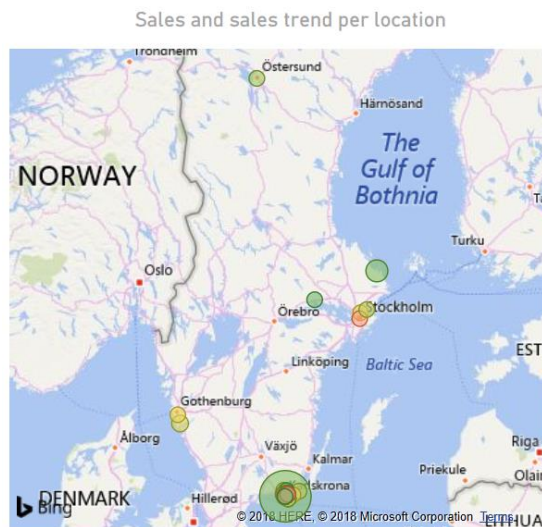 Sales and sales trend per location
Trondheim
Östersund
Härnösand
The
Gulf of
Bothnia
NORWAY
Turku
Oslo
Stockholm
Örebro
EST
Linköping
Baltic Sea
Gothenburg
Ålborg
Växjö
Kalmar
Riga
Priekule
Olain
DENMARK
Hillerød
Bing
© 2018 HERE, © 2018 Microsoft Corporation Terms